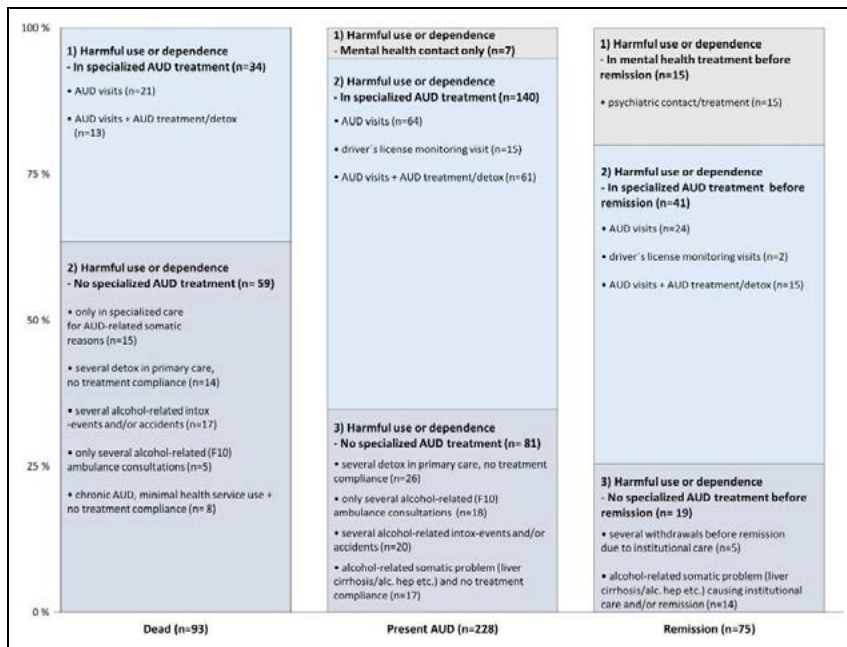 100 %
75 %
50 %
25 %
0 %
1) Harmful use or dependence
- In specialized AUD treatment (n=34)
• AUD visits (n=21)
• AUD visits + AUD treatment/detox
(n=13)
2) Harmful use or dependence
- No specialized AUD treatment (n= 59)
• only in specialized care
for AUD-related somatic
reasons (n=15)
• several detox in primary care,
no treatment compliance (n=14)
• several alcohol-related intox
-events and/or accidents (n=17)
• only several alcohol-related (F10)
ambulance consultations (n=5)
• chronic AUD, minimal health service use +
no treatment compliance (n= 8)
Dead (n=93)
1) Harmful use or dependence
- Mental health contact only (n=7)
2) Harmful use or dependence
- In specialized AUD treatment (n=140)
• AUD visits (n=64)
• driver´s license monitoring visit (n=15)
• AUD visits + AUD treatment/detox (n=61)
3) Harmful use or dependence
- No specialized AUD treatment (n= 81)
• several detox in primary care, no treatment
compliance (n=26)
• only several alcohol-related (F10)
ambulance consultations (n=18)
• several alcohol-related intox-events and/or
accidents (n=20)
• alcohol-related somatic problem (liver
cirrhosis/alc. hep etc.) and no treatment
compliance (n=17)
Present AUD (n=228)
1) Harmful use or dependence
- In mental health treatment before
remission (n=15)
• psychiatric contact/treatment (n=15)
2) Harmful use or dependence
- In specialized AUD treatment before
remission (n=41)
• AUD visits (n=24)
• driver´s license monitoring visits (n=2)
• AUD visits + AUD treatment/detox (n=15)
3) Harmful use or dependence
- No specialized AUD treatment before
remission (n= 19)
• several withdrawals before remission
due to institutional care (n=5)
• alcohol-related somatic problem (liver
cirrhosis/alc. hep etc.) causing institutional
care and/or remission (n=14)
Remission (n=75)